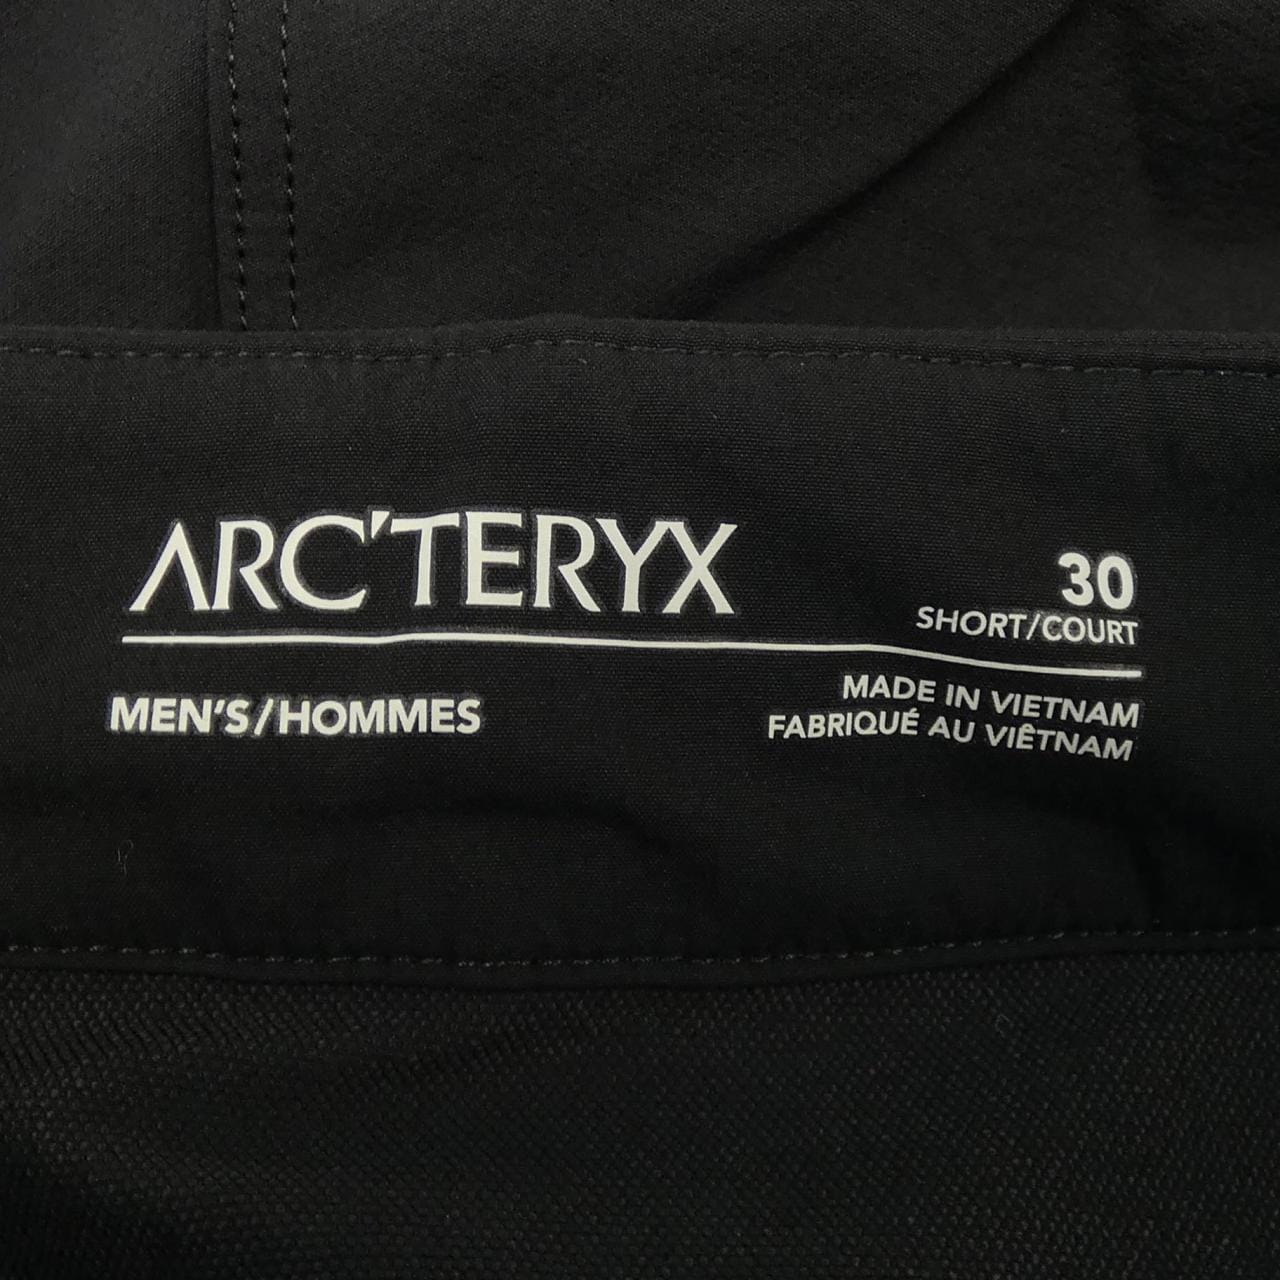 ARC'TERYX
30
SHORT/COURT
MEN'S/HOMMES
MADE IN VIETNAM
FABRIQUÉ AU VIÊTNAM